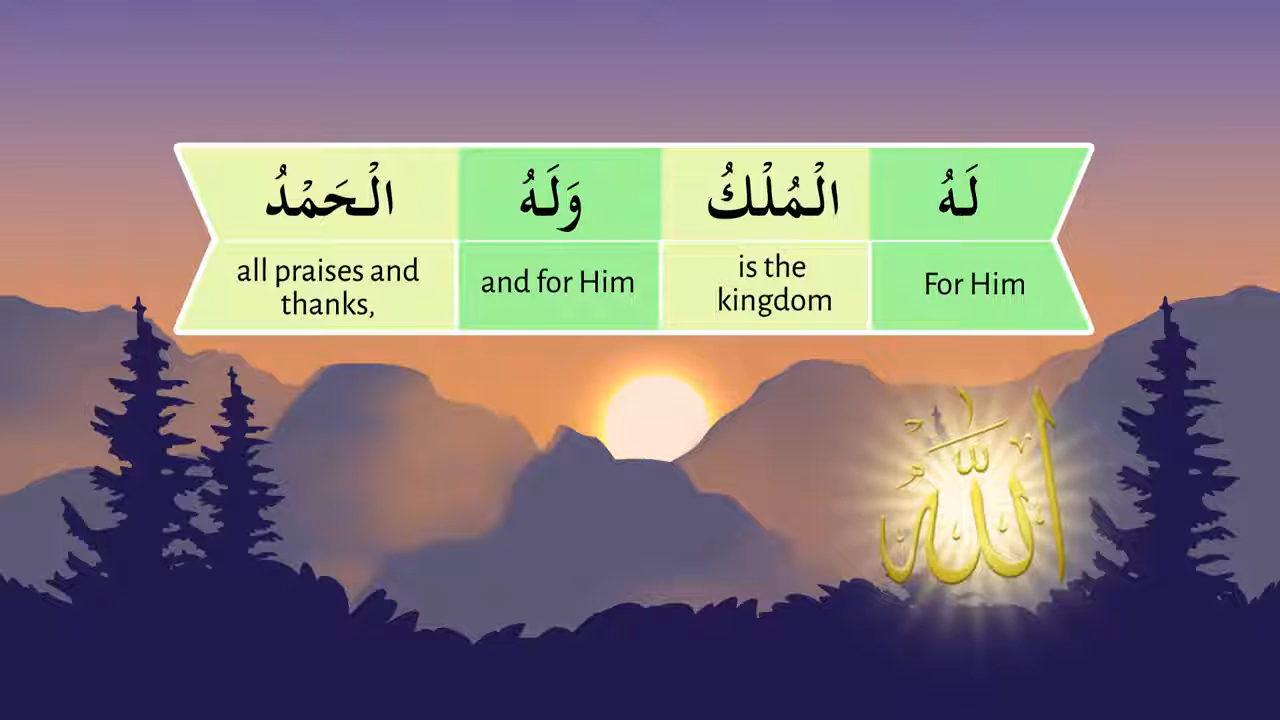 لَهُ الْمُلْكُ وَلَهُ الْحَمْدُ
For Him
is the
kingdom
and for Him
all praises and
thanks,
الله